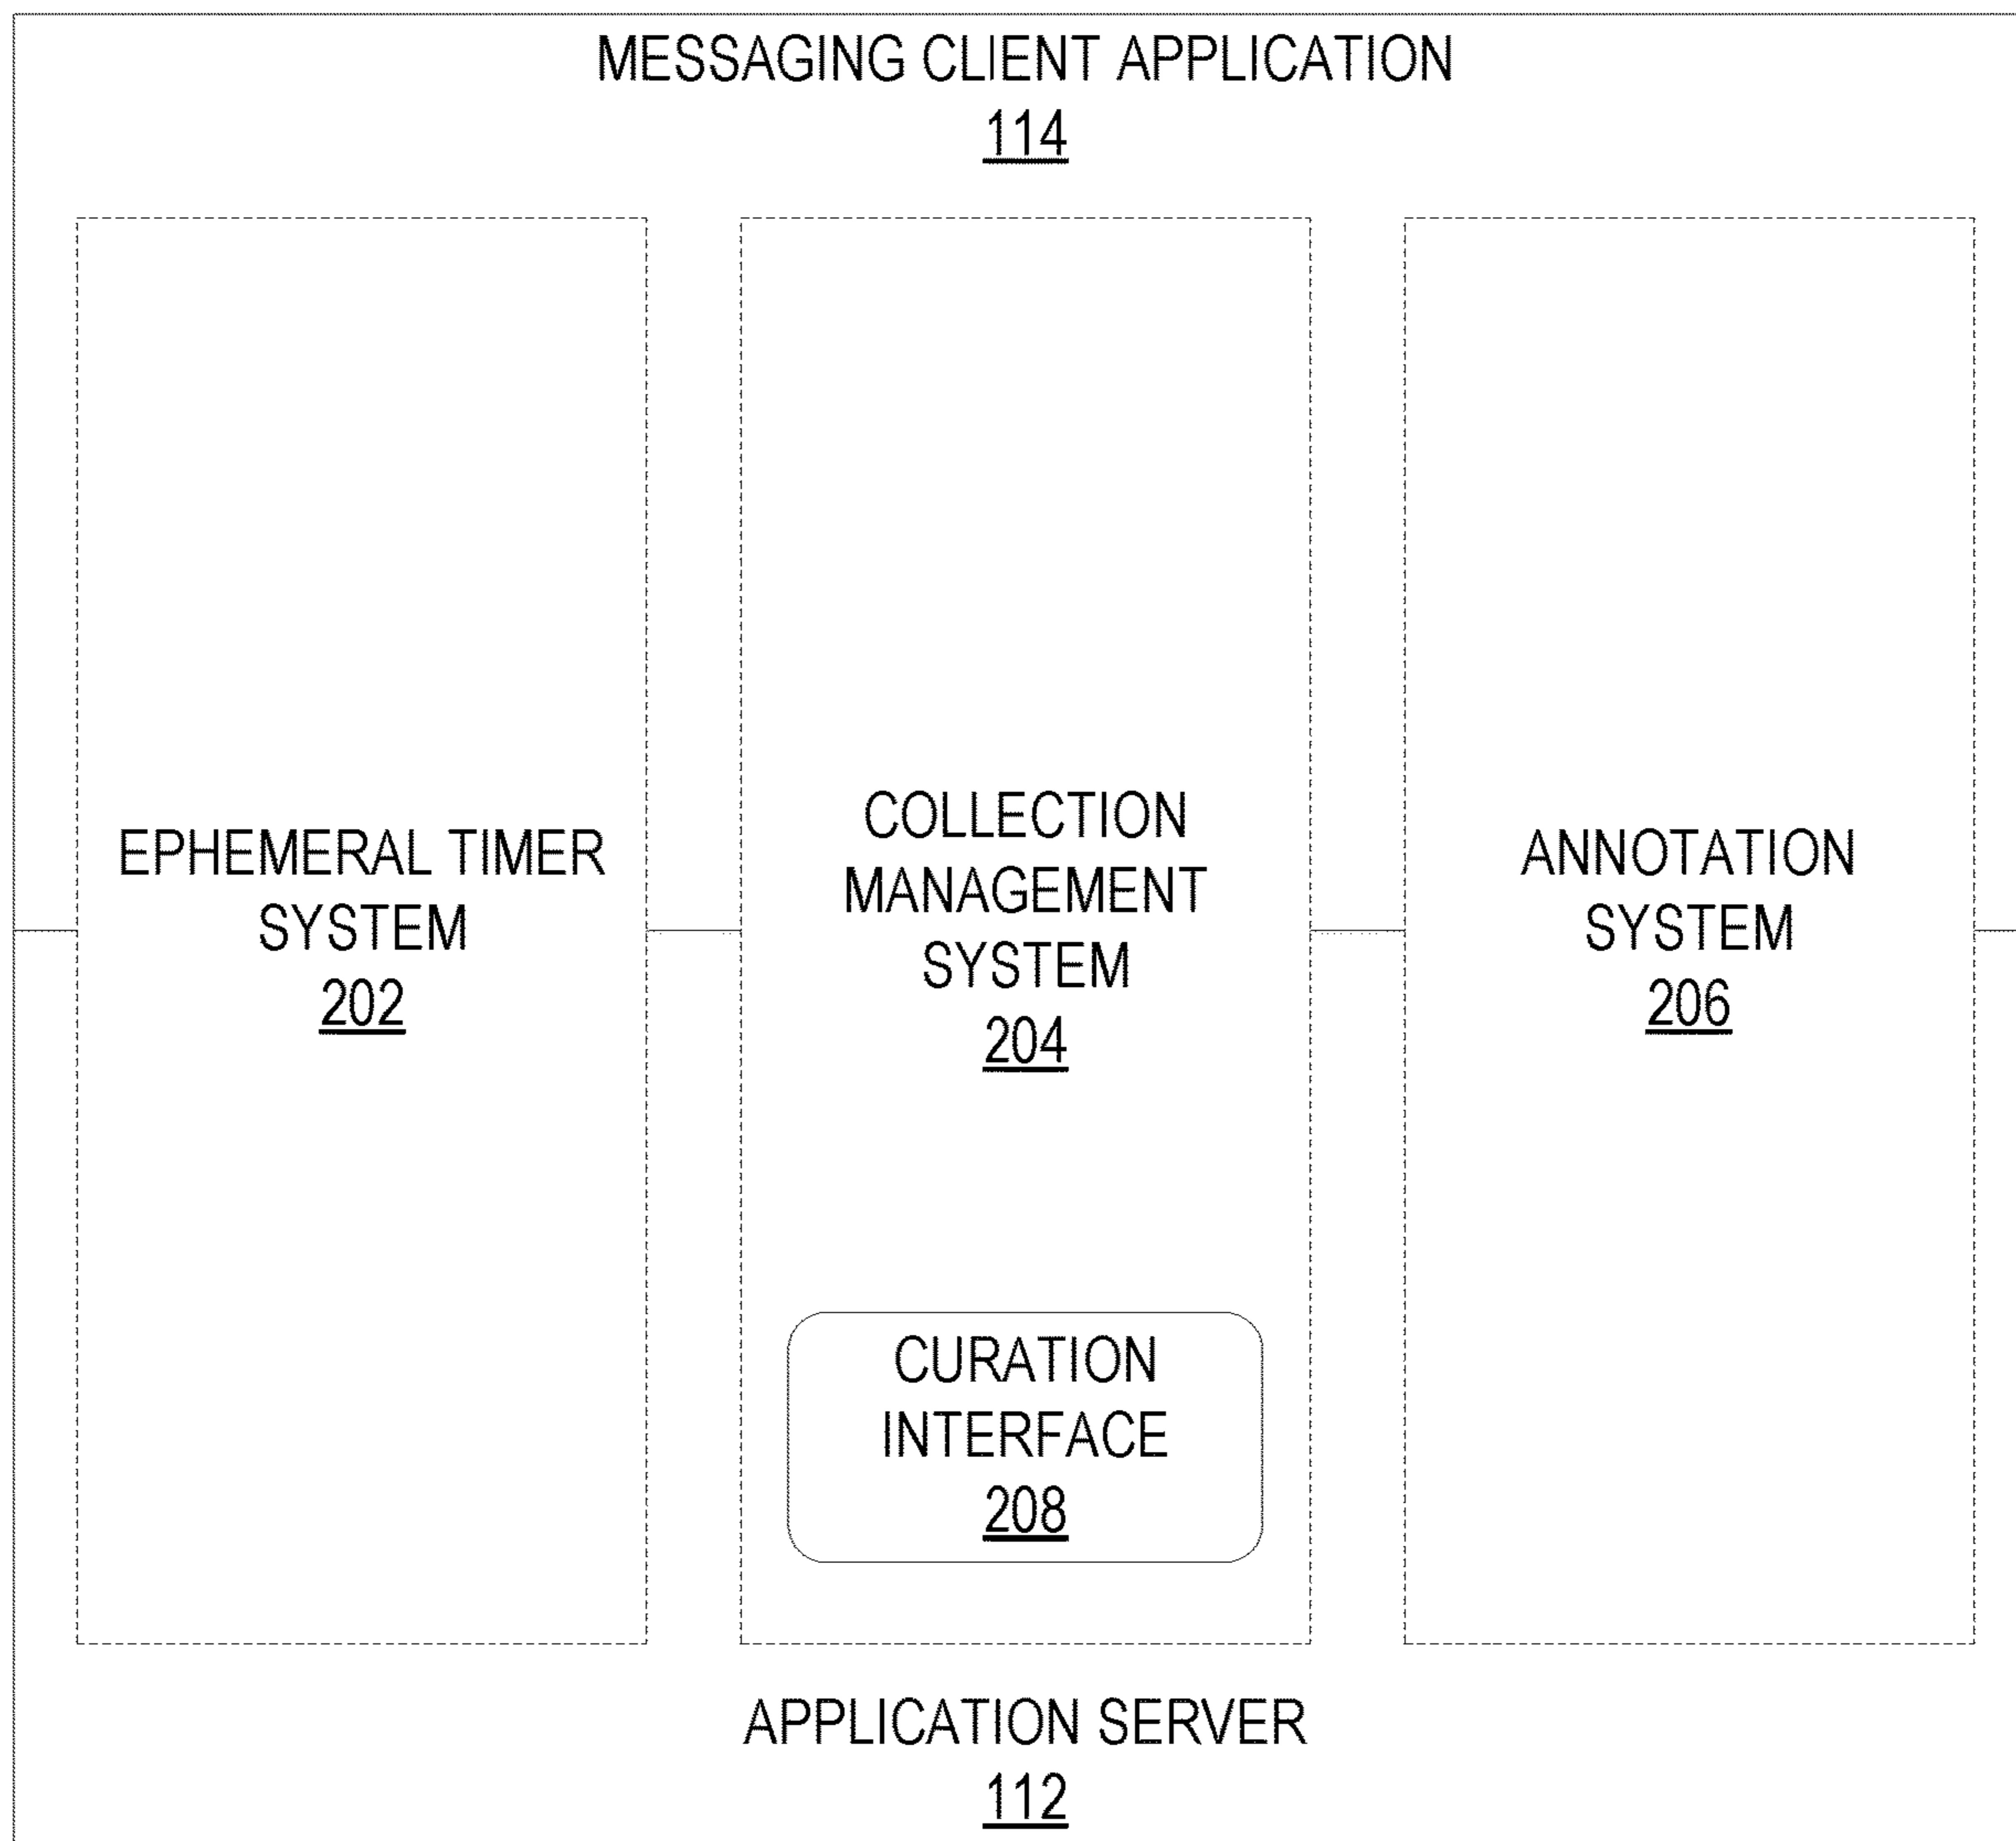 MESSAGING CLIENT APPLICATION
114
EPHEMERAL TIMER
SYSTEM
202
COLLECTION
MANAGEMENT
SYSTEM
204
ANNOTATION
SYSTEM
206
CURATION
INTERFACE
208
APPLICATION SERVER
112